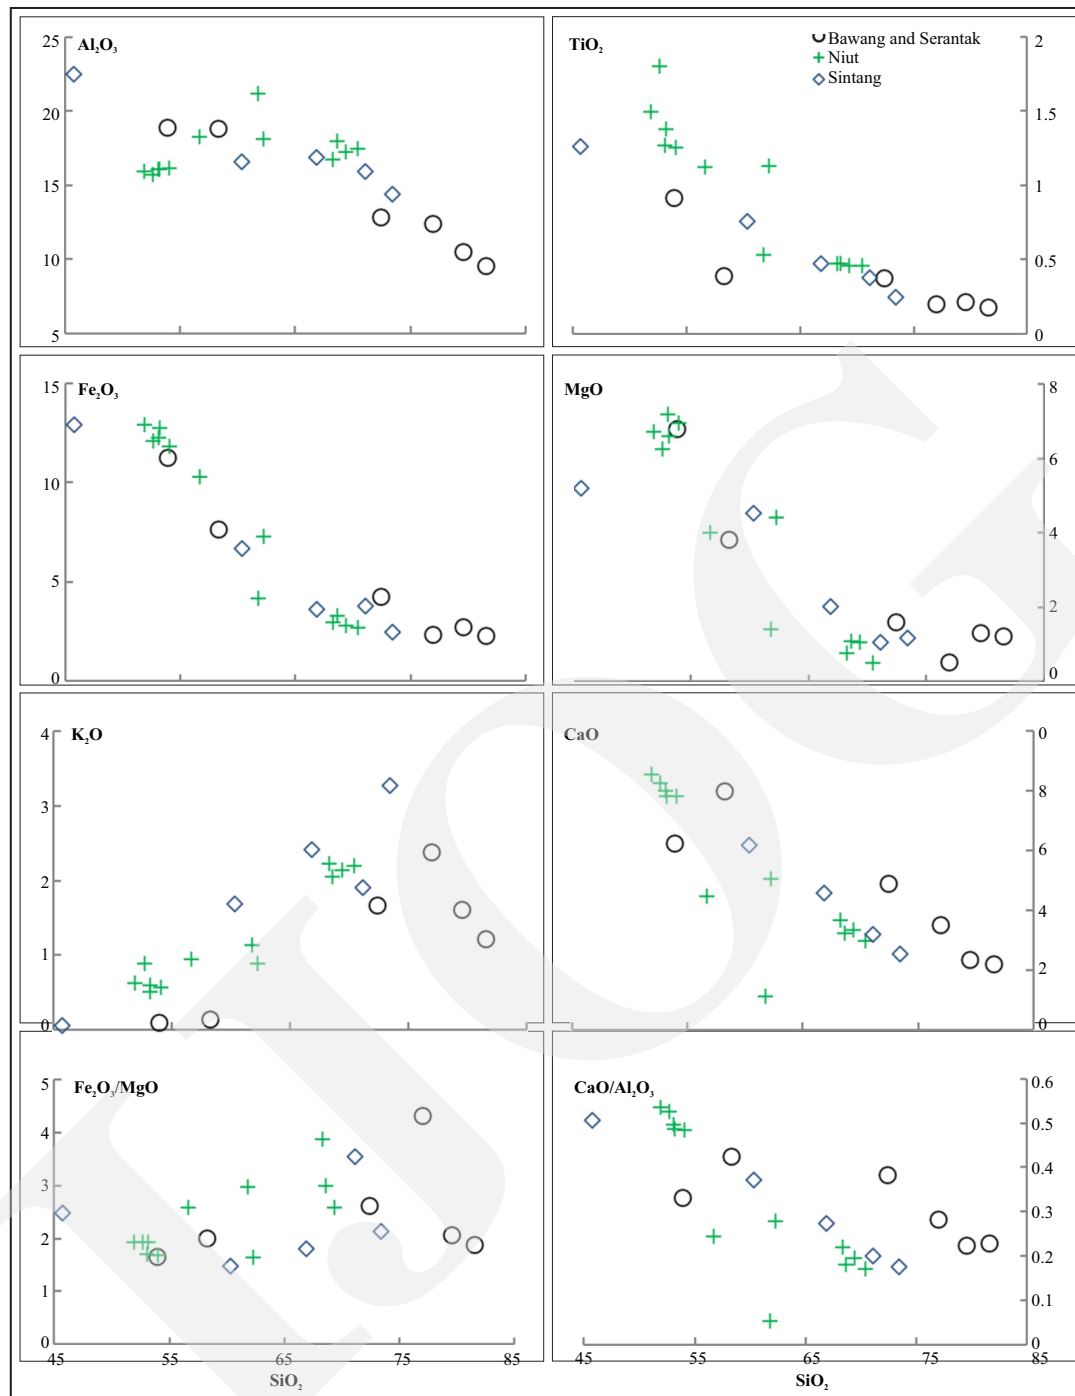 Al₂O₃
25
20
15
10
5
TiO₂
Bawang and Serantak
Niut
Sintang
2
1.5
1
0.5
0
Fe₂O₃
15
10
5
0
MgO
8
6
4
2
0
K₂O
4
3
2
1
0
CaO
0
8
6
4
2
0
Fe₂O₃/MgO
5
4
3
2
1
0
45 55 65 75 85
SiO₂
CaO/Al₂O₃
0.6
0.5
0.4
0.3
0.2
0.1
0
45 55 65 75 85
SiO₂
IJOG